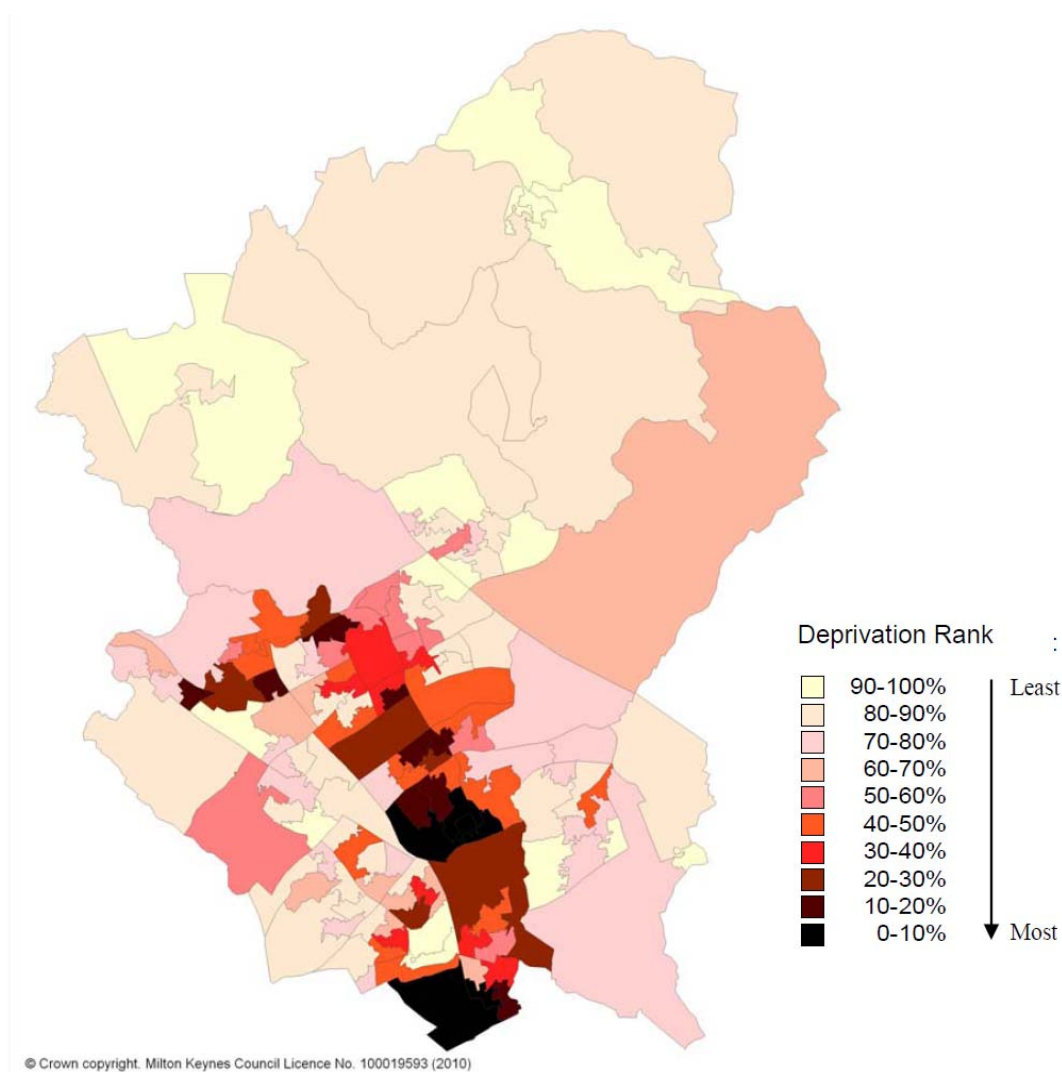 Deprivation Rank :
90-100% Least
80-90%
70-80%
60-70%
50-60%
40-50%
30-40%
20-30%
10-20%
0-10% Most
© Crown copyright. Milton Keynes Council Licence No. 100019593 (2010)